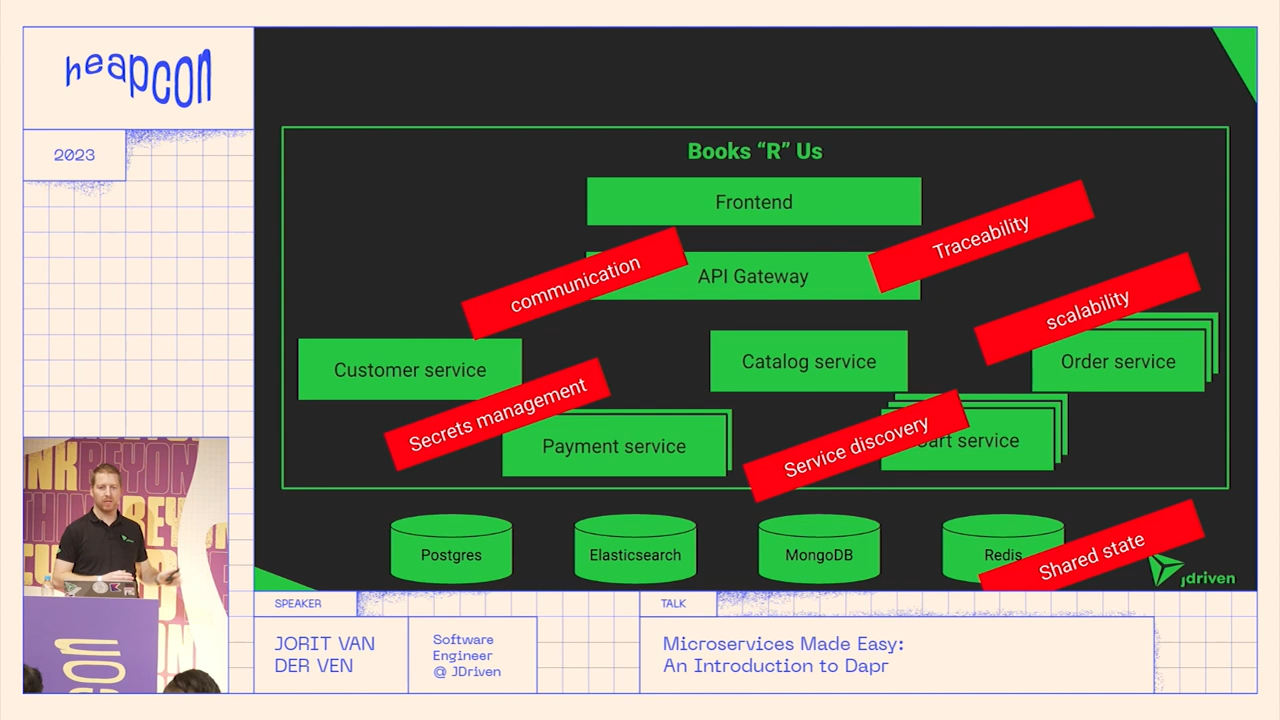 heapcon
2023
Books “R” Us
Frontend
Traceability
communication
API Gateway
scalability
Customer service
Catalog service
Order service
Secrets management
Payment service
Service discovery
art service
Postgres
Elasticsearch
MongoDB
Redis
Shared state
jdriven
SPEAKER
JORIT VAN
DER VEN
Software
Engineer
@ JDriven
TALK
Microservices Made Easy:
An Introduction to Dapr